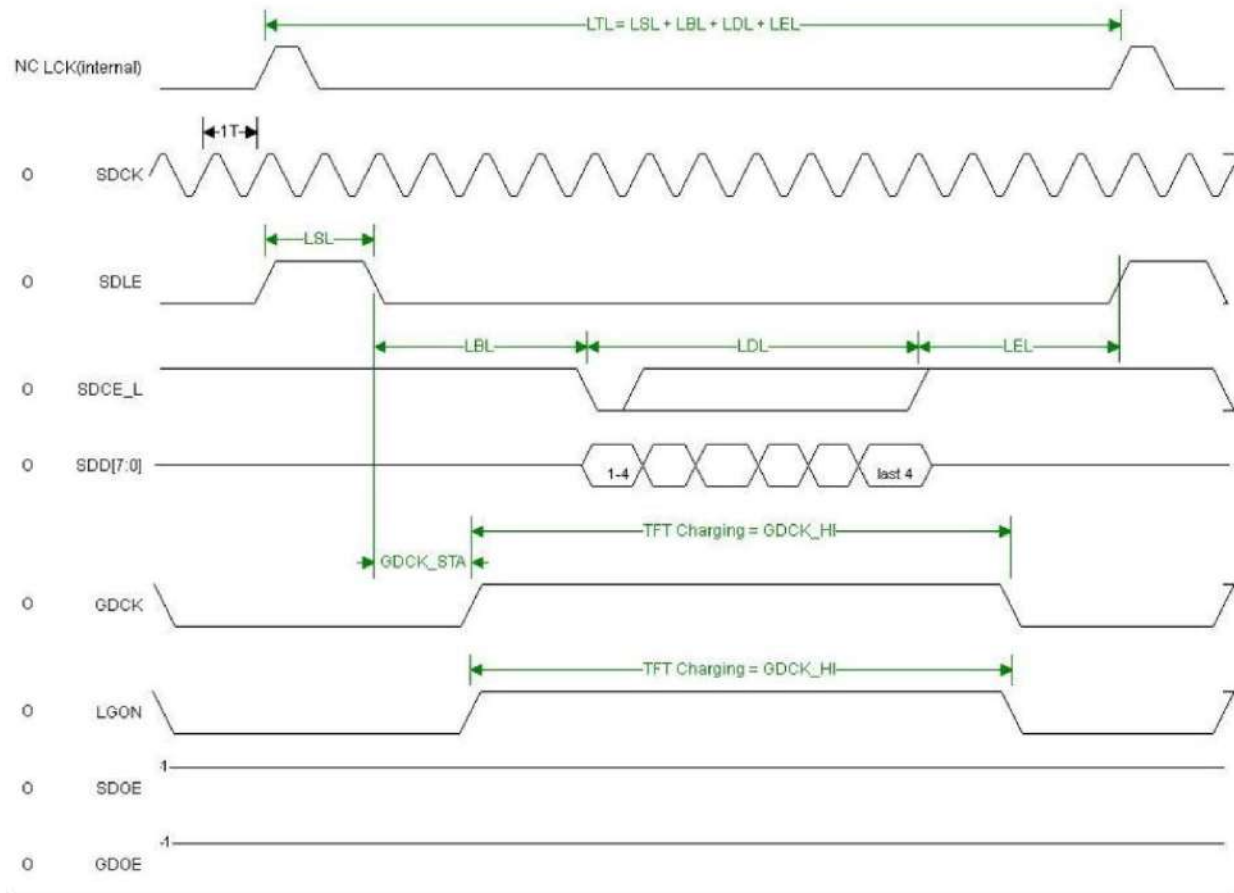 LTL = LSL + LBL + LDL + LEL
NC LCK(internal)
1T
O SDCK
LSL
O SDLE
LBL LDL LEL
O SDCE_L
O SDD[7:0] 1-4 last 4
TFT Charging = GDCK_HI
GDCK_STA
O GDCK
TFT Charging = GDCK_HI
O LGON
1
O SDOE
1
O GDOE